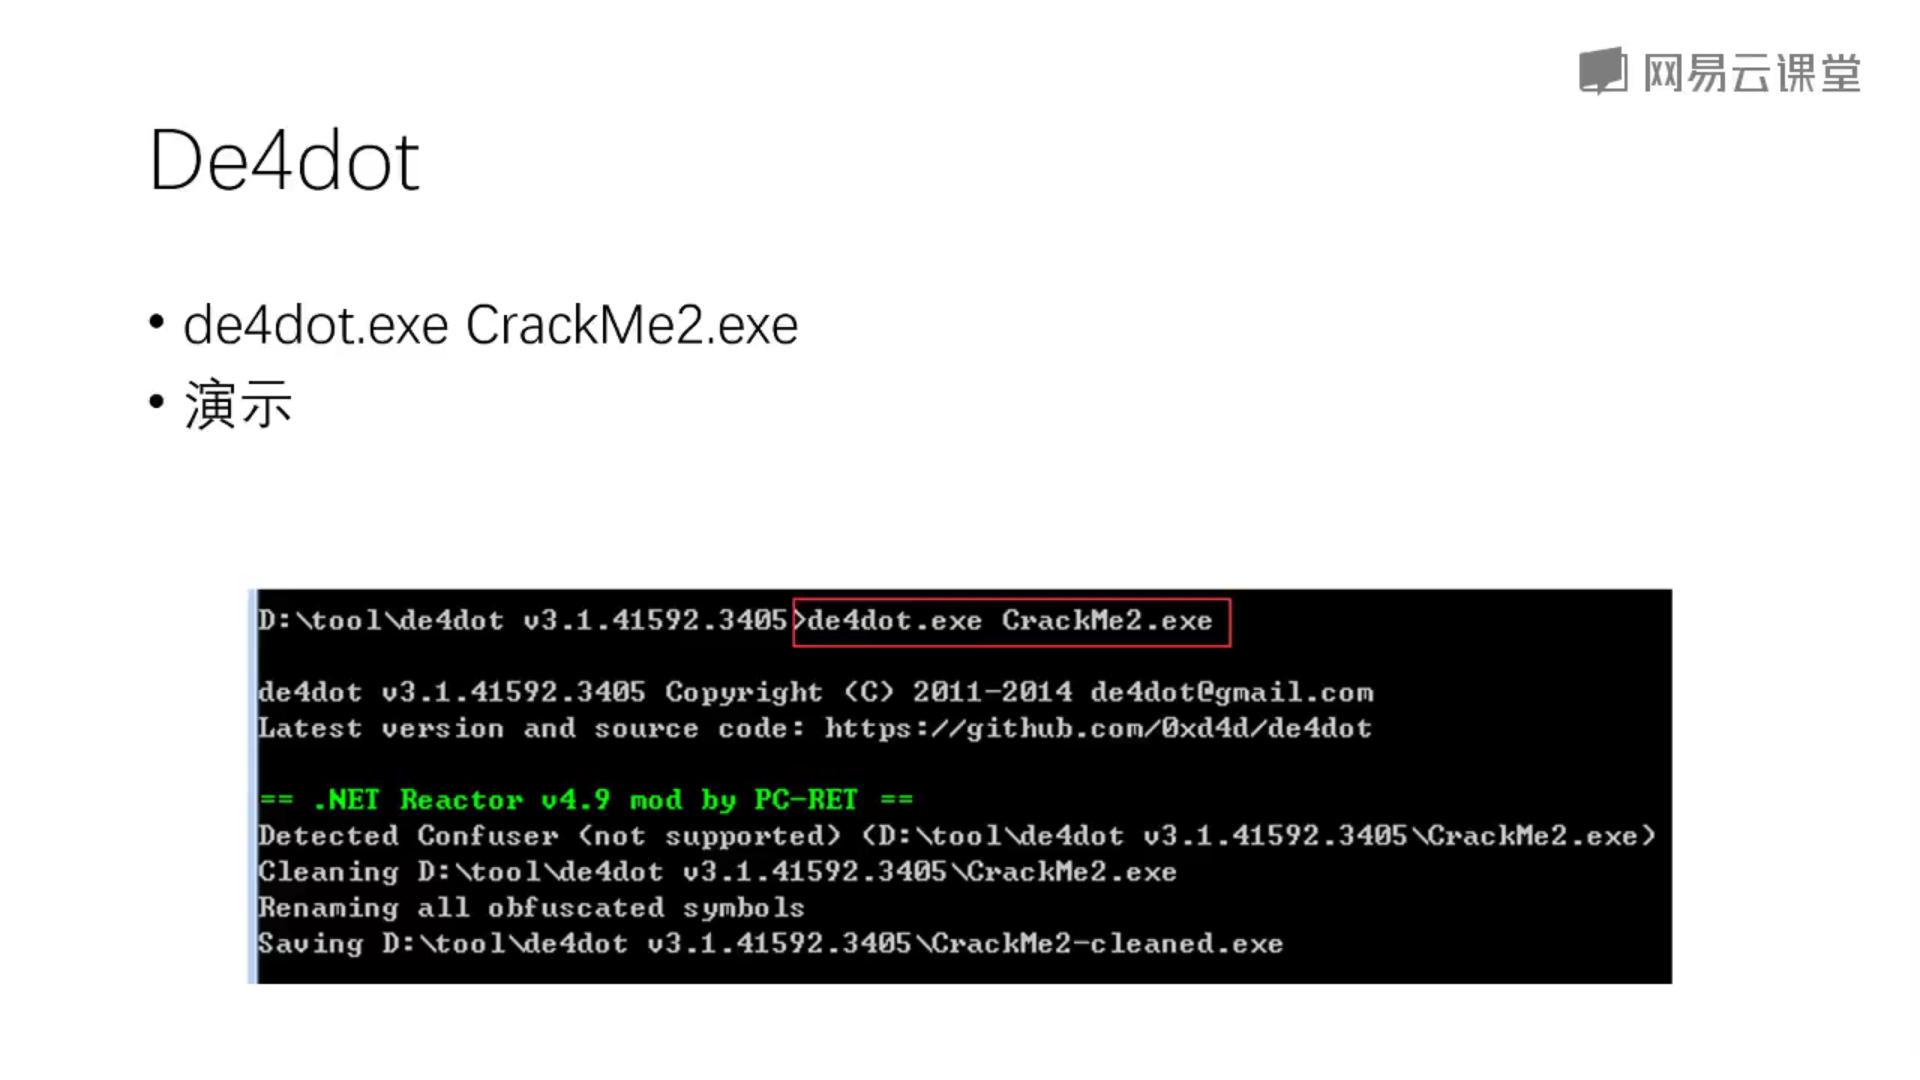 网易云课堂
De4dot
• de4dot.exe CrackMe2.exe
• 演示
D:\tool\de4dot v3.1.41592.3405>de4dot.exe CrackMe2.exe
de4dot v3.1.41592.3405 Copyright (C) 2011-2014 de4dot@gmail.com
Latest version and source code: https://github.com/0xd4d/de4dot
== .NET Reactor v4.9 mod by PC-RET ==
Detected Confuser (not supported) (D:\tool\de4dot v3.1.41592.3405\CrackMe2.exe)
Cleaning D:\tool\de4dot v3.1.41592.3405\CrackMe2.exe
Renaming all obfuscated symbols
Saving D:\tool\de4dot v3.1.41592.3405\CrackMe2-cleaned.exe